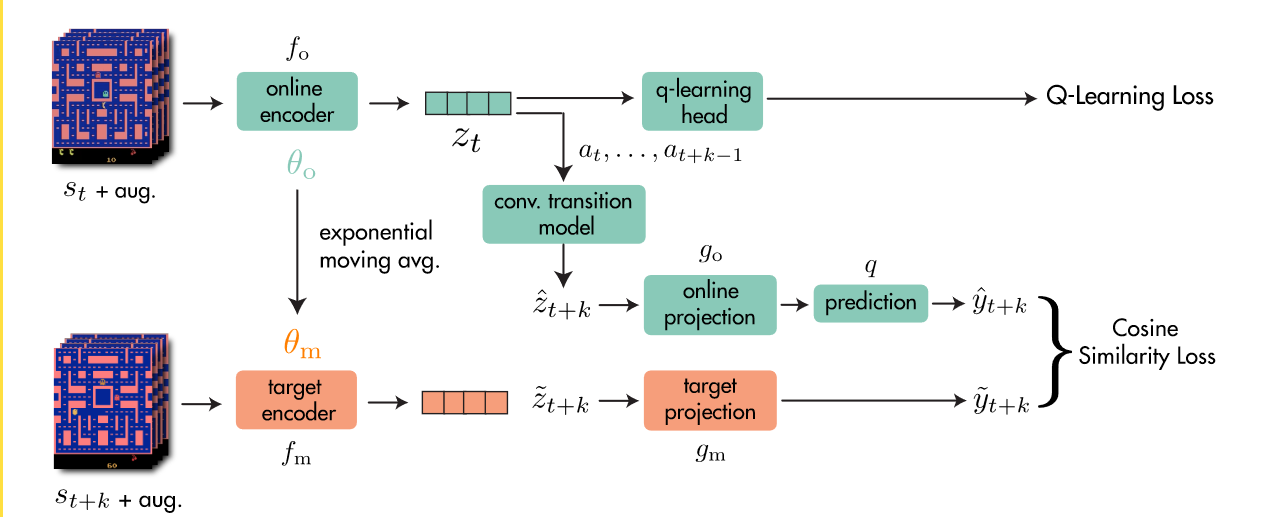 f_o
online
encoder
θ_o
s_t + aug.
10
z_t
q-learning
head
Q-Learning Loss
a_t, . . . , a_{t+k−1}
conv. transition
model
exponential
moving avg.
g_o
q
ẑ_{t+k}
online
projection
prediction
ŷ_{t+k}
Cosine
Similarity Loss
θ_m
target
encoder
f_m
z̃_{t+k}
target
projection
g_m
ỹ_{t+k}
60
s_{t+k} + aug.